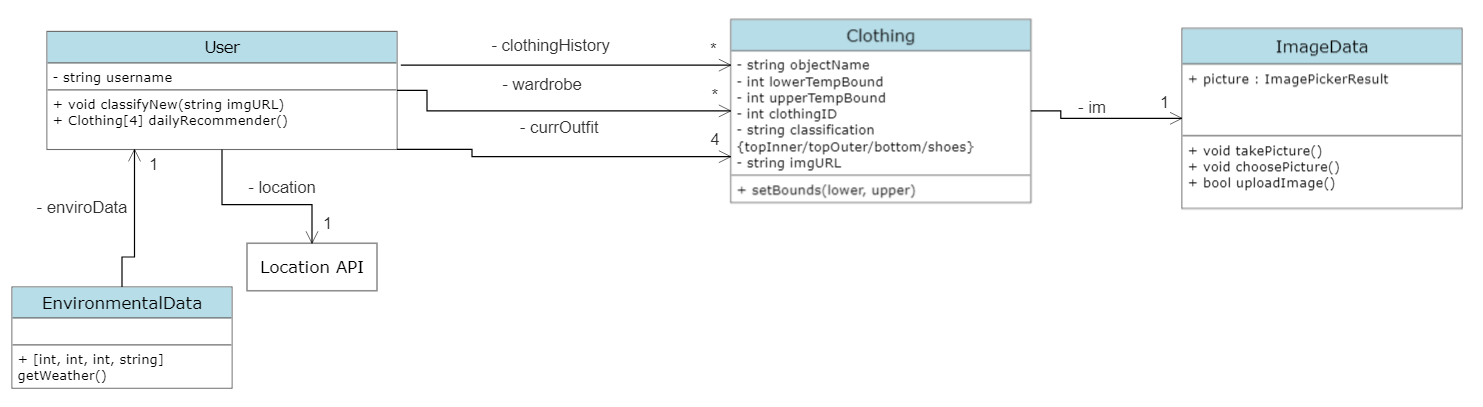 User
- string username
+ void classifyNew(string imgURL)
+ Clothing[4] dailyRecommender()
- clothingHistory
*
- wardrobe
*
- currOutfit
4
Clothing
- string objectName
- int lowerTempBound
- int upperTempBound
- int clothingID
- string classification
{topInner/topOuter/bottom/shoes}
- string imgURL
+ setBounds(lower, upper)
- im
1
ImageData
+ picture : ImagePickerResult
+ void takePicture()
+ void choosePicture()
+ bool uploadImage()
1
- enviroData
- location
1
Location API
EnvironmentalData
+ [int, int, int, string]
getWeather()